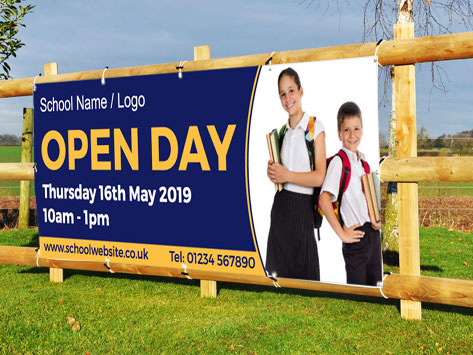 School Name / Logo
OPEN DAY
Thursday 16th May 2019
10am - 1pm
www.schoolwebsite.co.uk
Tel: 01234 567890